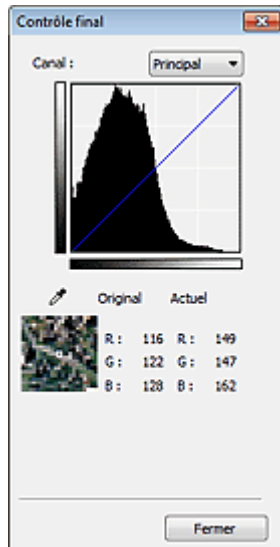 Contrôle final
Canal : Principal
Original Actuel
R : 116 R : 149
G : 122 G : 147
B : 128 B : 162
Fermer